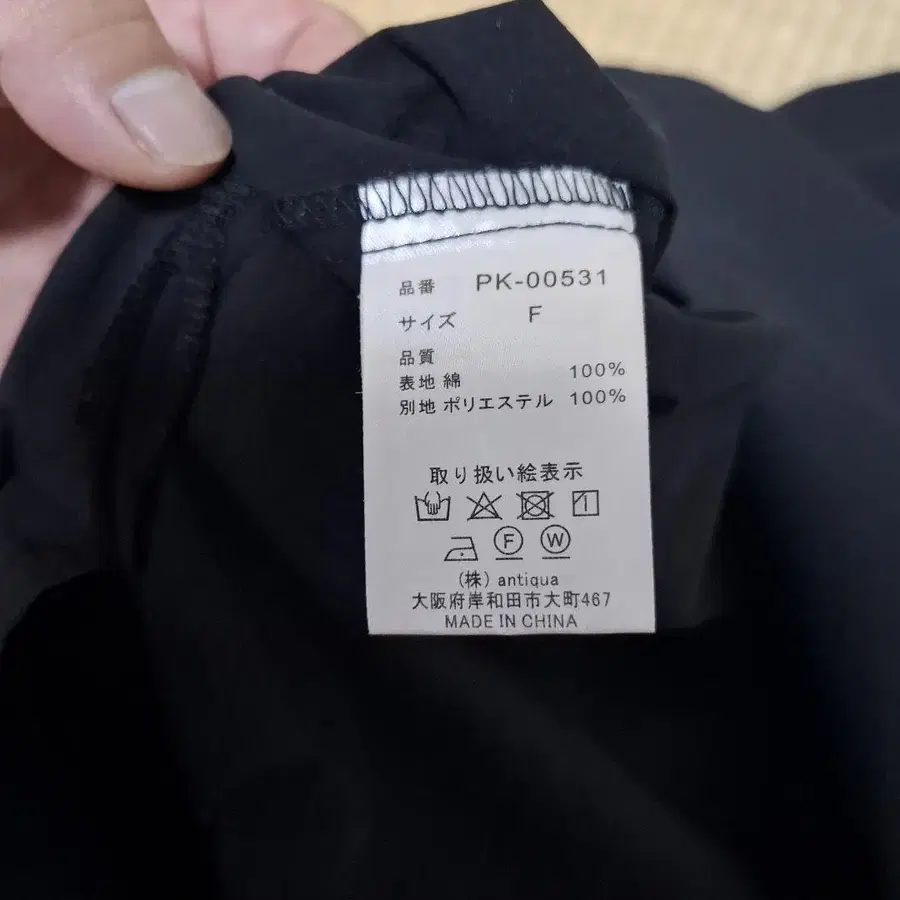 品番 PK-00531
サイズ F
品質
表地 綿 100%
別地 ポリエステル 100%
取り扱い絵表示
F W
(株) antiqua
大阪府岸和田市大町467
MADE IN CHINA